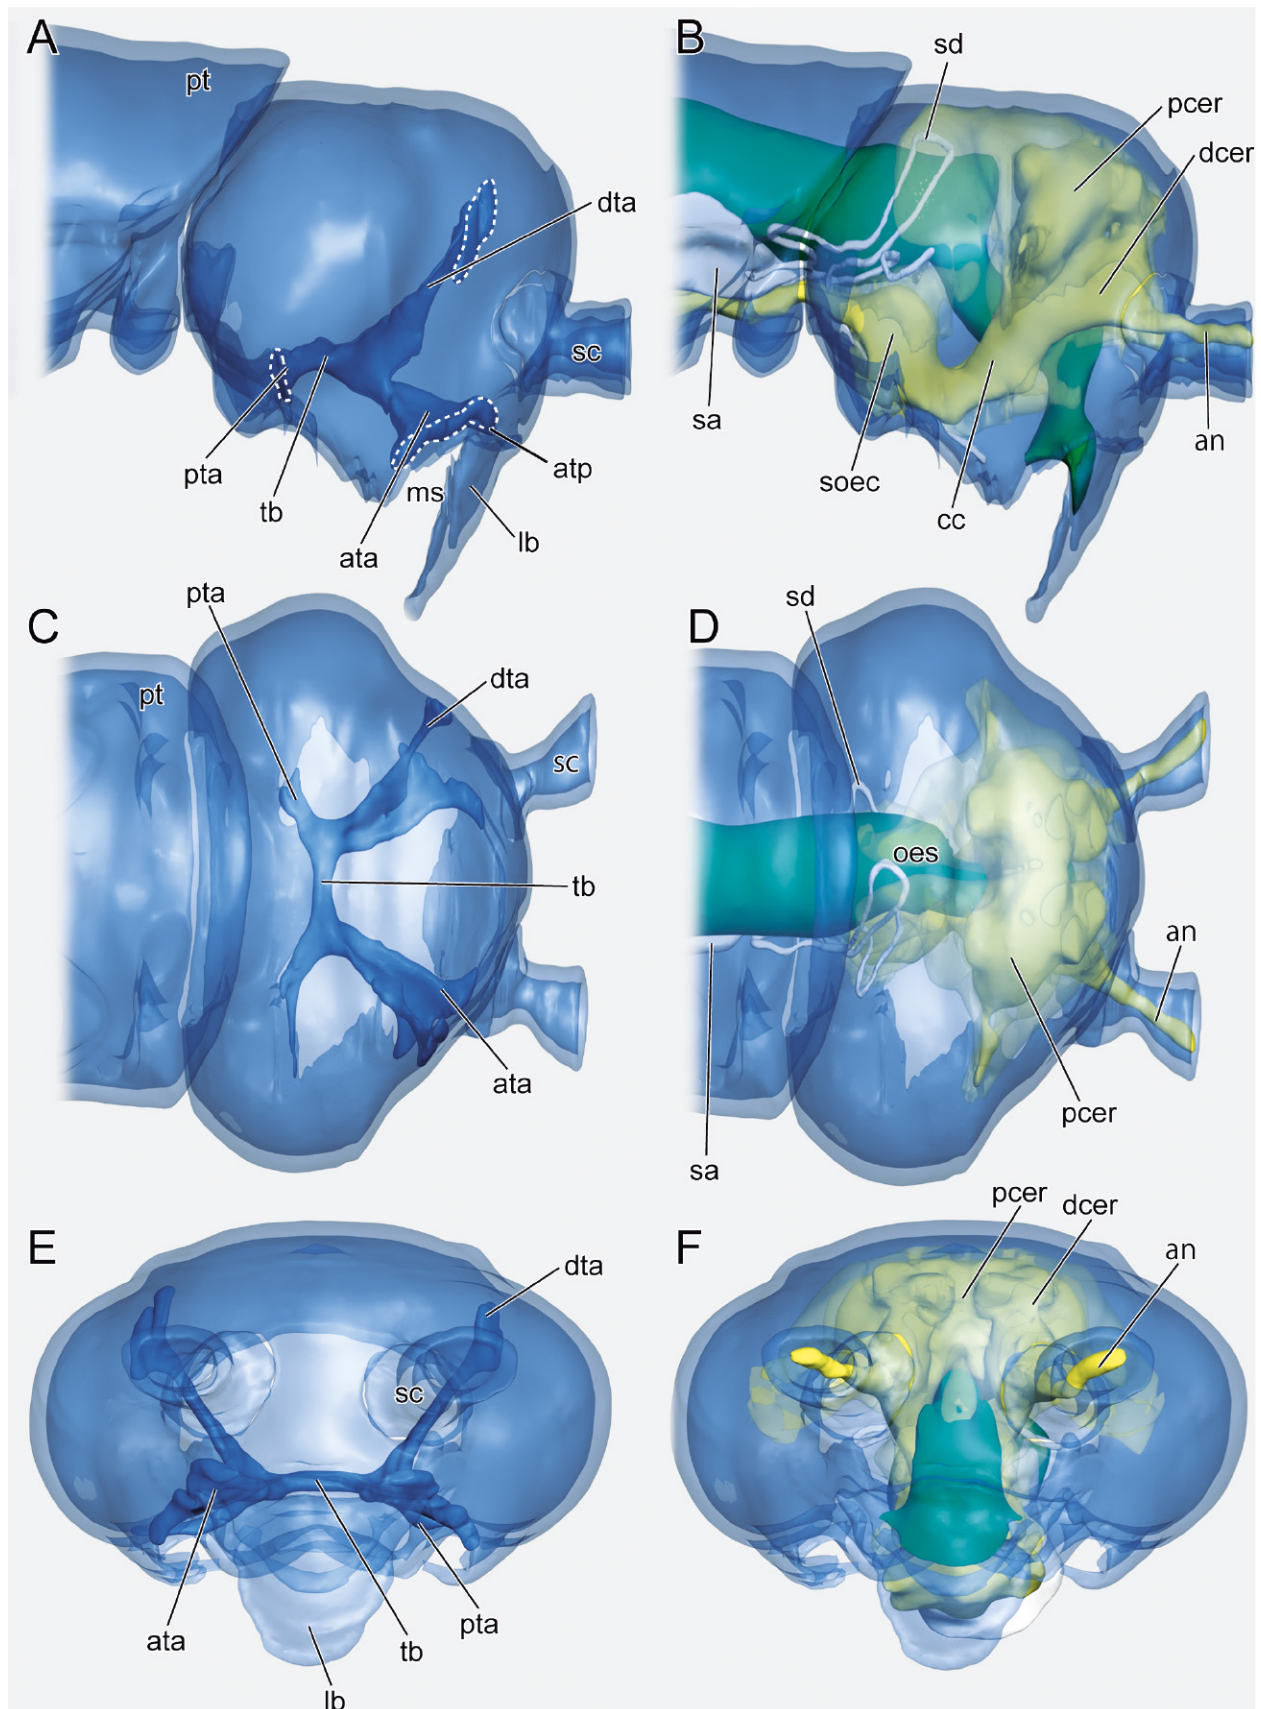 A
pt
dta
sc
pta
tb
ata
ms
atp
lb
B
sd
pcer
dcer
sa
soec
cc
an
C
pta
pt
dta
sc
tb
ata
D
sd
oes
an
pcer
sa
E
dta
sc
ata
tb
pta
lb
F
pcer
dcer
an